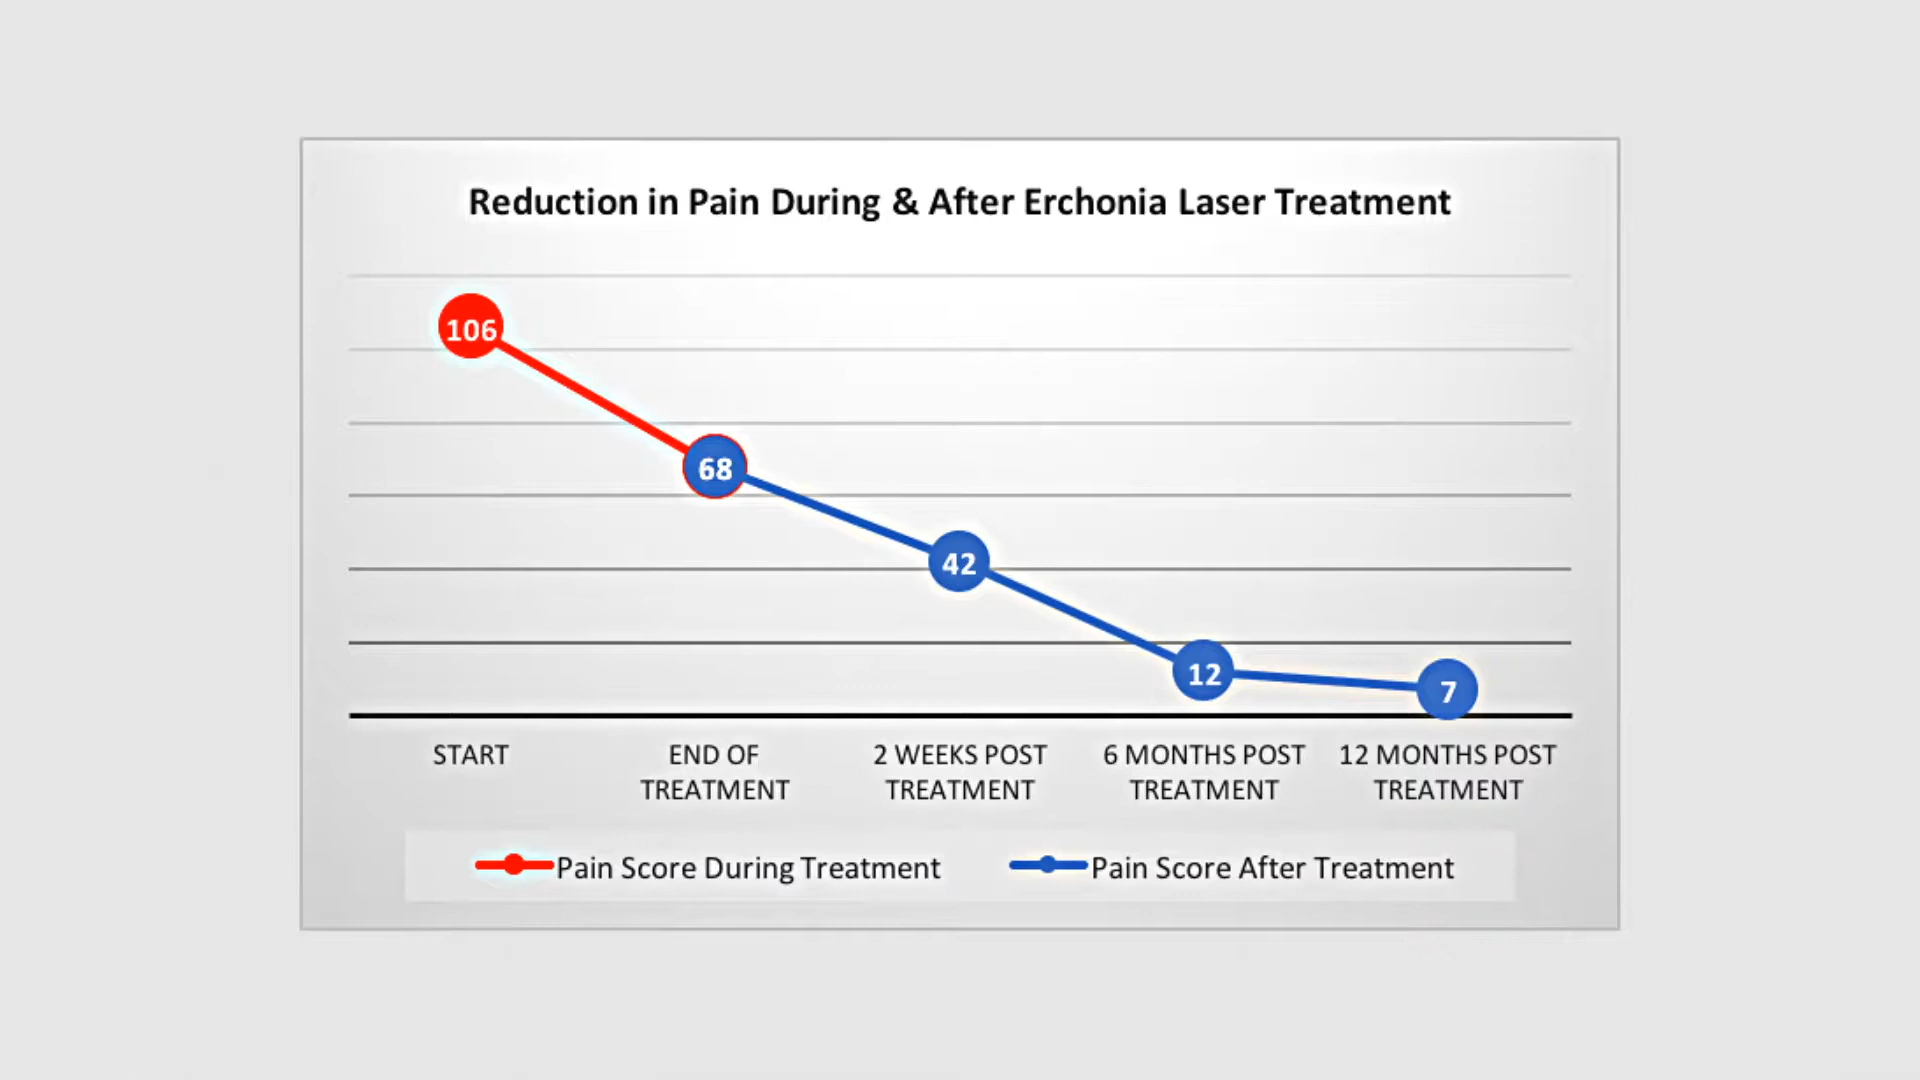 Reduction in Pain During & After Erchonia Laser Treatment
106
68
42
12
7
START
END OF
TREATMENT
2 WEEKS POST
TREATMENT
6 MONTHS POST
TREATMENT
12 MONTHS POST
TREATMENT
Pain Score During Treatment
Pain Score After Treatment